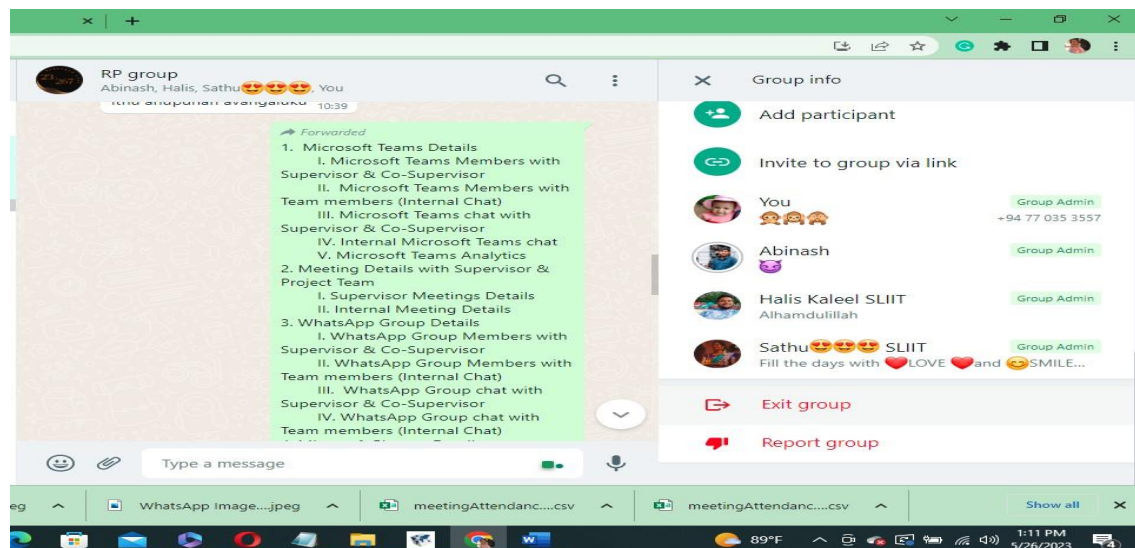 RP group
Abinash, Halis, Sathu😍😍😍, You
10:39
Forwarded
1. Microsoft Teams Details
I. Microsoft Teams Members with
Supervisor & Co-Supervisor
II. Microsoft Teams Members with
Team members (Internal Chat)
III. Microsoft Teams chat with
Supervisor & Co-Supervisor
IV. Internal Microsoft Teams chat
V. Microsoft Teams Analytics
2. Meeting Details with Supervisor &
Project Team
I. Supervisor Meetings Details
II. Internal Meeting Details
3. WhatsApp Group Details
I. WhatsApp Group Members with
Supervisor & Co-Supervisor
II. WhatsApp Group Members with
Team members (Internal Chat)
III. WhatsApp Group chat with
Supervisor & Co-Supervisor
IV. WhatsApp Group chat with
Team members (Internal Chat)
Type a message
Group info
Add participant
Invite to group via link
You Group Admin
🙊🙈🙈 +94 77 035 3557
Abinash Group Admin
😈
Halis Kaleel SLIIT Group Admin
Alhamdulillah
Sathu😍😍😍 SLIIT Group Admin
Fill the days with ❤️LOVE ❤️and 😊SMILE...
Exit group
Report group
eg WhatsApp Image....jpeg meetingAttendanc....csv meetingAttendanc....csv Show all
89°F 1:11 PM
5/26/2023 4